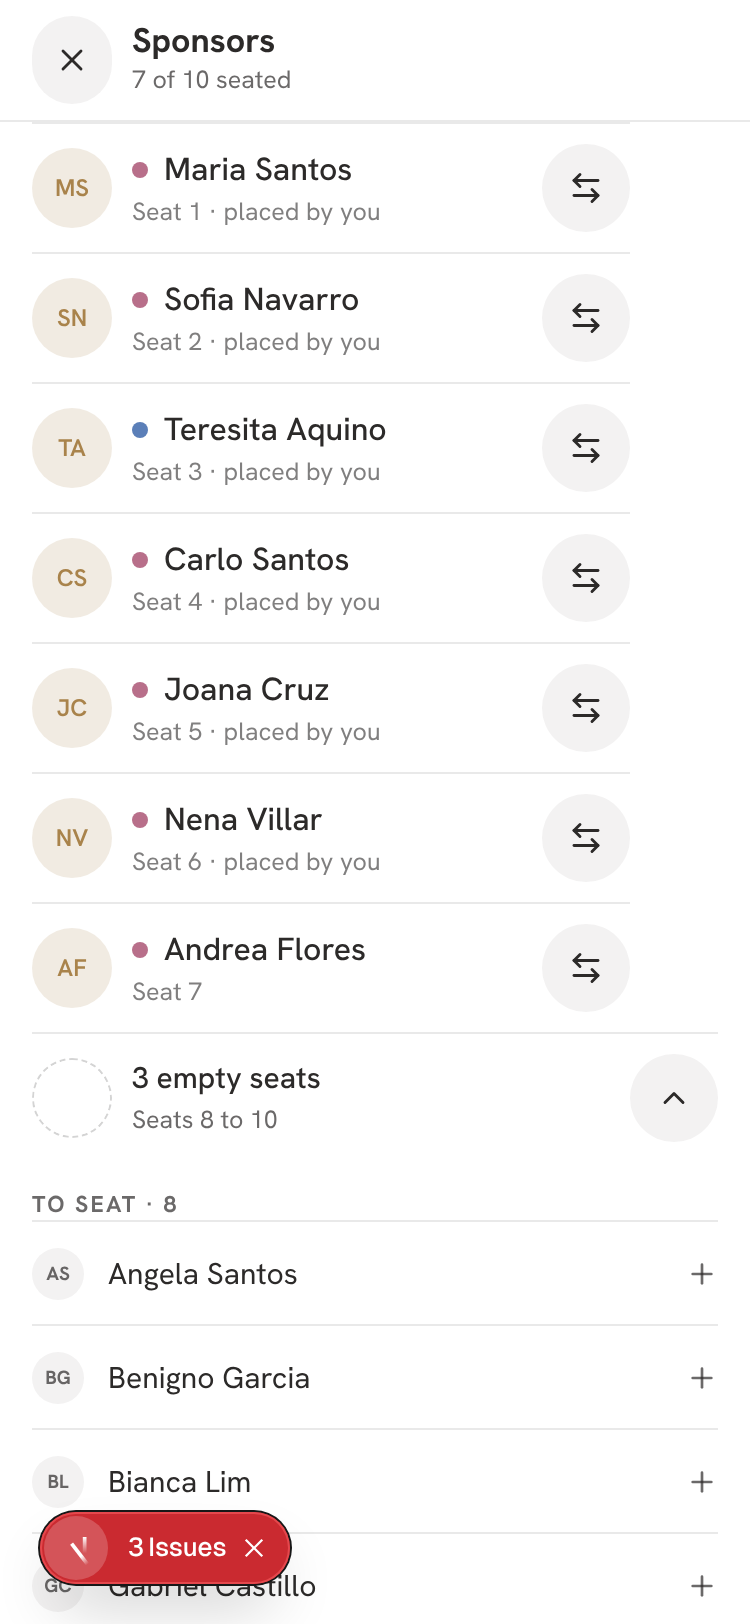 Sponsors
7 of 10 seated
MS
Maria Santos
Seat 1 · placed by you
SN
Sofia Navarro
Seat 2 · placed by you
TA
Teresita Aquino
Seat 3 · placed by you
CS
Carlo Santos
Seat 4 · placed by you
JC
Joana Cruz
Seat 5 · placed by you
NV
Nena Villar
Seat 6 · placed by you
AF
Andrea Flores
Seat 7
3 empty seats
Seats 8 to 10
TO SEAT · 8
AS Angela Santos
BG Benigno Garcia
BL Bianca Lim
3 Issues
GC Gabriel Castillo